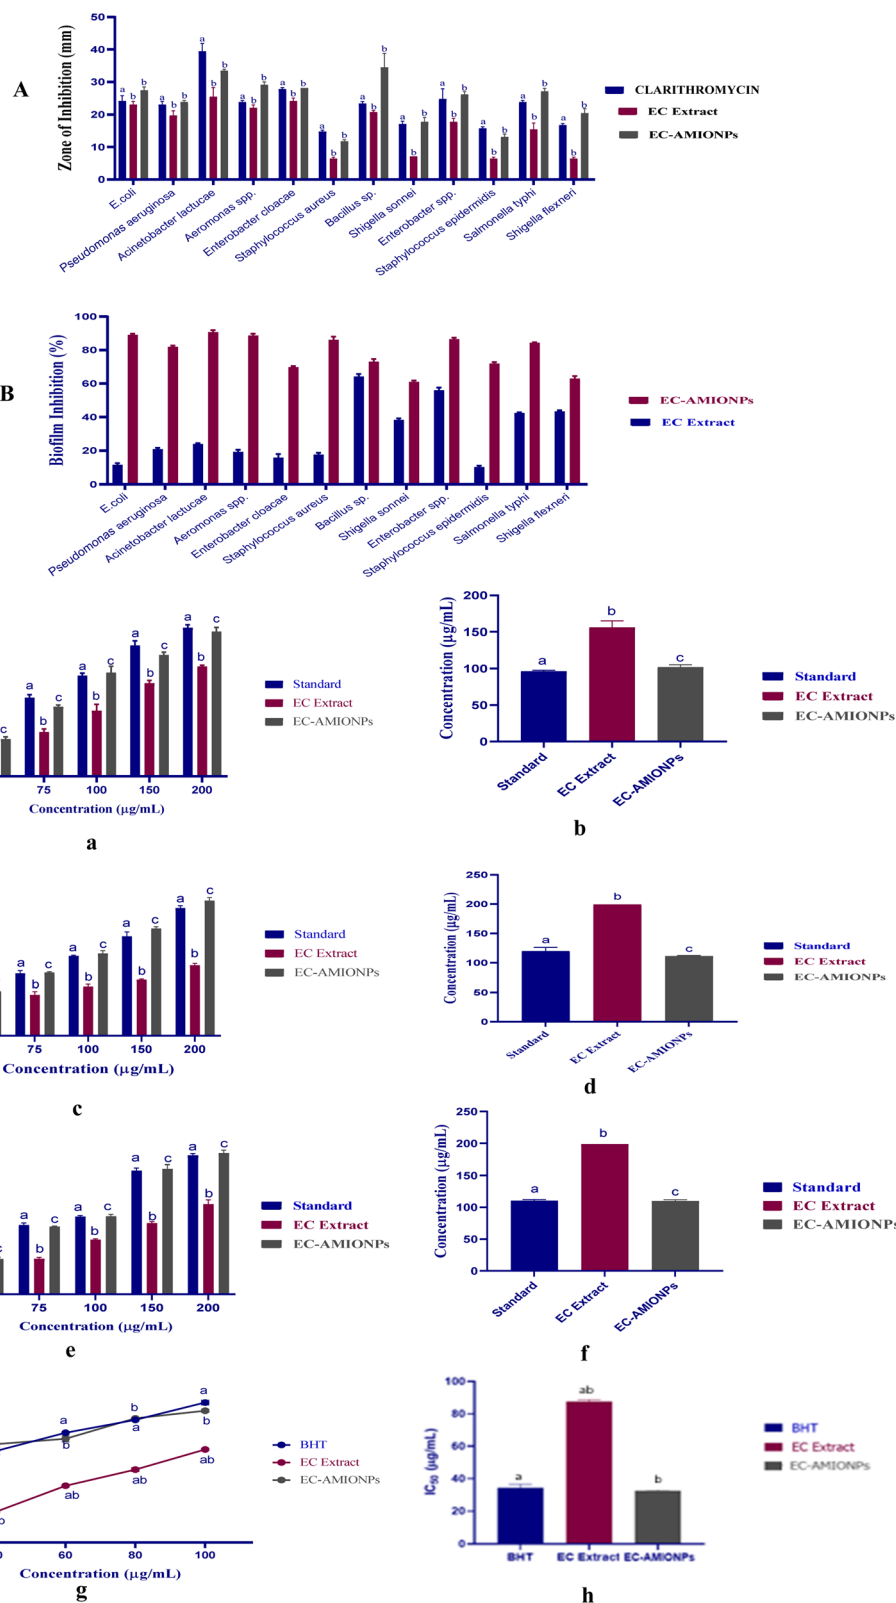 A
Zone of Inhibition (mm)
50
40
30
20
10
0
a b b
a b a
a b b
a b b
a b b
a b b
a b b
a b b
a b b
a b b
a b b
a b b
E.coli
Pseudomonas aeruginosa
Acinetobacter lactucae
Aeromonas spp.
Enterobacter cloacae
Staphylococcus aureus
Bacillus sp.
Shigella sonnei
Enterobacter spp.
Staphylococcus epidermidis
Salmonella typhi
Shigella flexneri
CLARITHROMYCIN
EC Extract
EC-AMIONPs
B
Biofilm Inhibition (%)
100
80
60
40
20
0
E.coli
Pseudomonas aeruginosa
Acinetobacter lactucae
Aeromonas spp.
Enterobacter cloacae
Staphylococcus aureus
Bacillus sp.
Shigella sonnei
Enterobacter spp.
Staphylococcus epidermidis
Salmonella typhi
Shigella flexneri
EC-AMIONPs
EC Extract
c
a b c
a b c
a b c
a b c
75 100 150 200
Concentration (µg/mL)
Standard
EC Extract
EC-AMIONPs
a
Concentration (µg/mL)
200
150
100
50
0
a b c
Standard
EC Extract
EC-AMIONPs
Standard
EC Extract
EC-AMIONPs
b
a b c
a b c
a b c
a b c
75 100 150 200
Concentration (µg/mL)
Standard
EC Extract
EC-AMIONPs
c
Concentration (µg/mL)
250
200
150
100
50
0
a b c
Standard
EC Extract
EC-AMIONPs
Standard
EC Extract
EC-AMIONPs
d
c
a b c
a b c
a b c
a b c
75 100 150 200
Concentration (µg/mL)
Standard
EC Extract
EC-AMIONPs
e
Concentration (µg/mL)
250
200
150
100
50
0
a b c
Standard
EC Extract
EC-AMIONPs
Standard
EC Extract
EC-AMIONPs
f
a b ab
b a ab
a b ab
60 80 100
Concentration (µg/mL)
BHT
EC Extract
EC-AMIONPs
g
IC50 (µg/mL)
100
80
60
40
20
0
a ab b
BHT EC Extract EC-AMIONPs
BHT
EC Extract
EC-AMIONPs
h